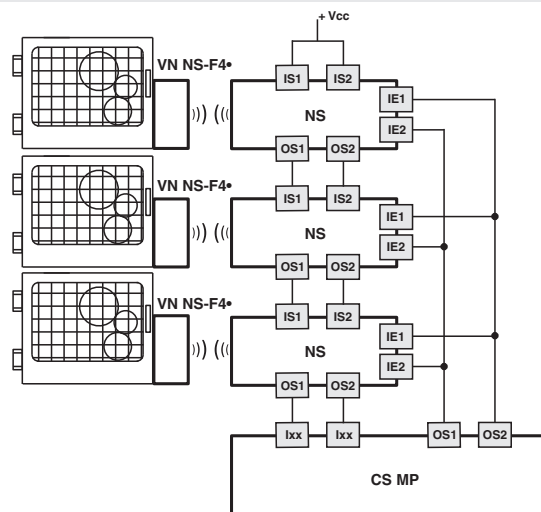 + Vcc
VN NS-F4•
IS1 IS2
IE1
NS
IE2
OS1 OS2
VN NS-F4•
IS1 IS2
IE1
NS
IE2
OS1 OS2
VN NS-F4•
IS1 IS2
IE1
NS
IE2
OS1 OS2
Ixx Ixx OS1 OS2
CS MP